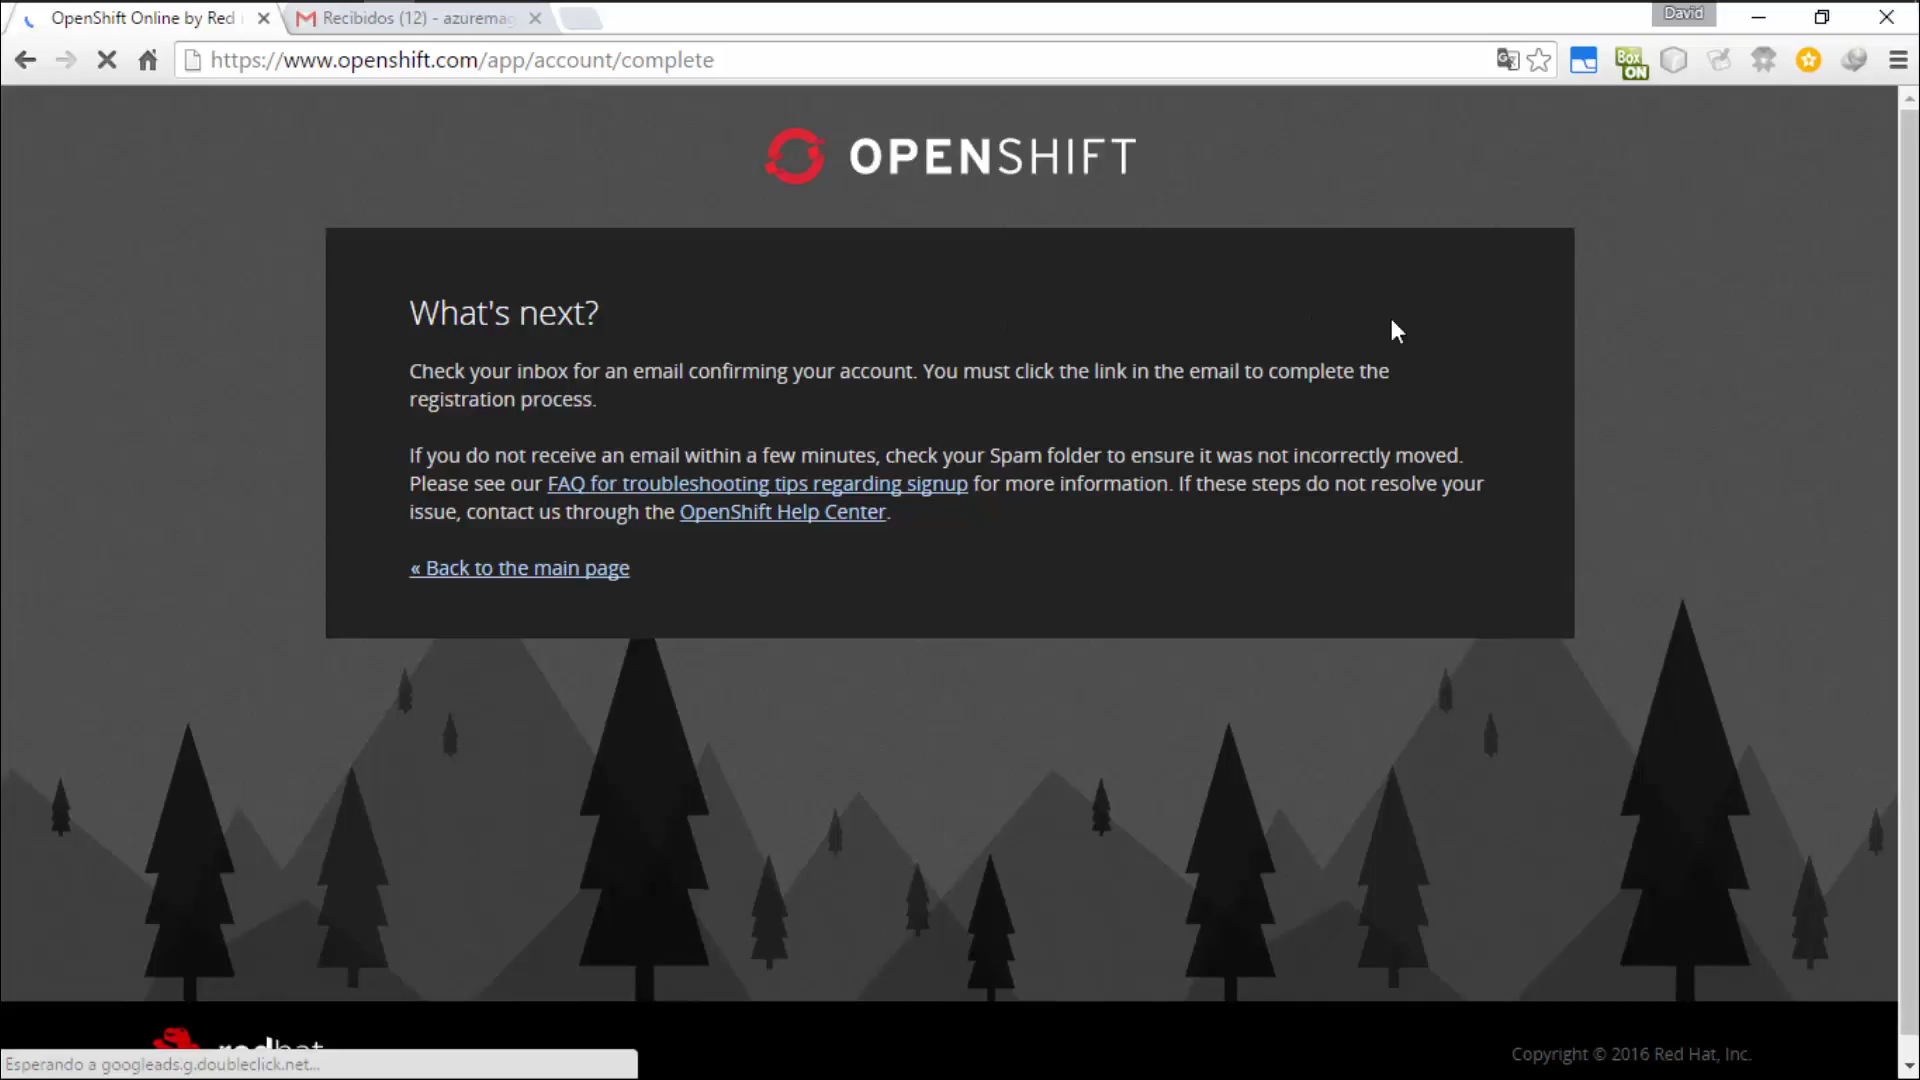 OpenShift Online by Red
Recibidos (12) - azuremag
David
https://www.openshift.com/app/account/complete
Box
ON
OPENSHIFT
What's next?
Check your inbox for an email confirming your account. You must click the link in the email to complete the
registration process.
If you do not receive an email within a few minutes, check your Spam folder to ensure it was not incorrectly moved.
Please see our FAQ for troubleshooting tips regarding signup for more information. If these steps do not resolve your
issue, contact us through the OpenShift Help Center.
« Back to the main page
redhat
Esperando a googleads.g.doubleclick.net...
Copyright © 2016 Red Hat, Inc.